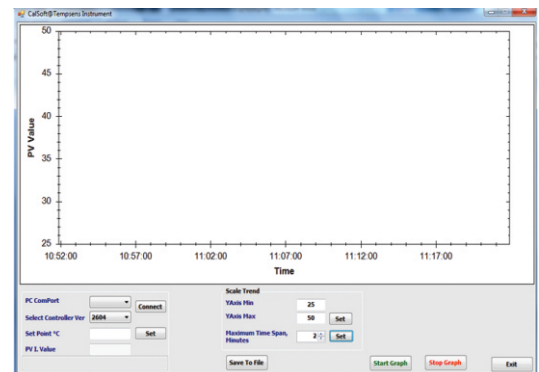 CalSoft@Tempsens Instrument
50
45
40
35
30
25
PV Value
10:52:00 10:57:00 11:02:00 11:07:00 11:12:00 11:17:00
Time
PC ComPort Connect
Select Controller Ver 2604
Set Point °C Set
PV I. Value
Scale Trend
YAxis Min 25
YAxis Max 50 Set
Maximum Time Span, Minutes 2 Set
Save To File
Start Graph
Stop Graph
Exit